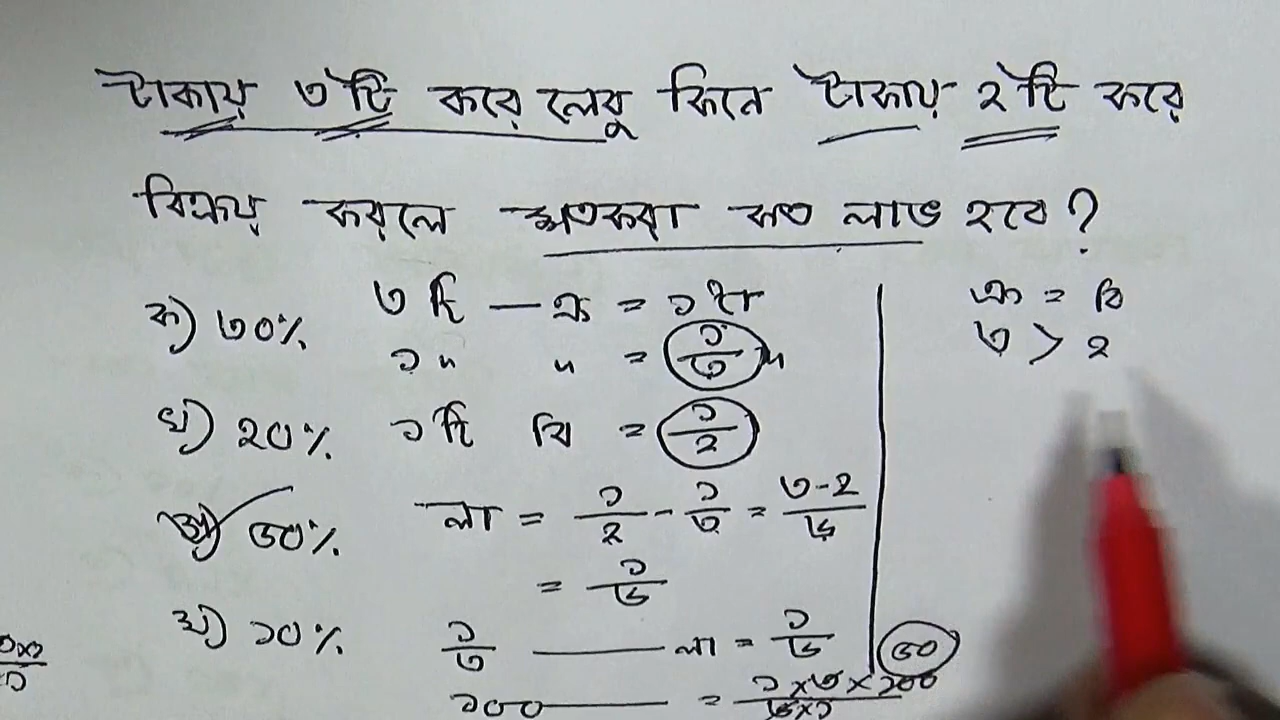 টাকায় ৩টি করে লেবু কিনে টাকায় ২টি করে
বিক্রয় করলে শতকরা কত লাভ হবে?
ক) ৩০%
খ) ২০%
গ) ৫০%
ঘ) ১০%
৩ টি — ক্র = ১ টা
১ " " = ১/৩ "
১টি বি = ১/২
লা = ১/২ - ১/৩ = ৩-২/৬
= ১/৬
১/৩ — লা = ১/৬
১০০ — = ১×৩×১০০/৬×১
৫০
ক্র = বি
৩ > ২